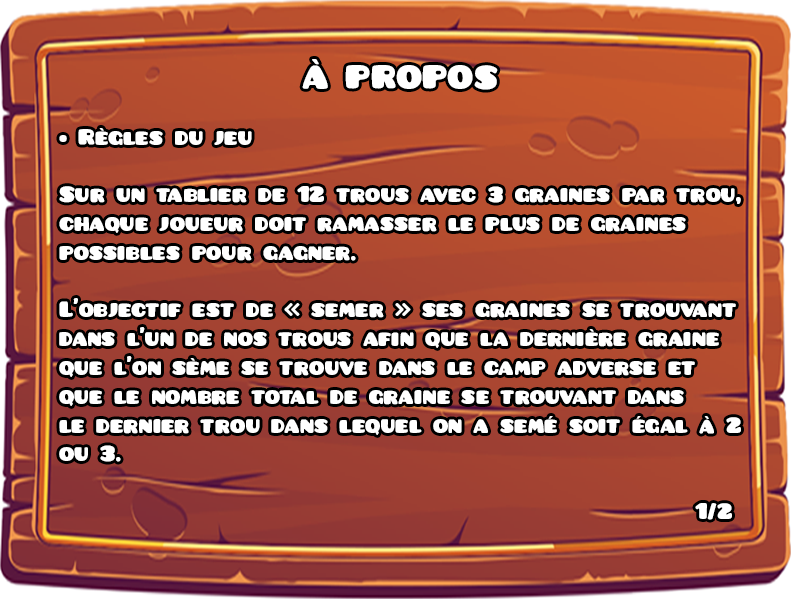 À PROPOS
• RÈGLES DU JEU
SUR UN TABLIER DE 12 TROUS AVEC 3 GRAINES PAR TROU,
CHAQUE JOUEUR DOIT RAMASSER LE PLUS DE GRAINES
POSSIBLES POUR GAGNER.
L'OBJECTIF EST DE « SEMER » SES GRAINES SE TROUVANT
DANS L'UN DE NOS TROUS AFIN QUE LA DERNIÈRE GRAINE
QUE L'ON SÈME SE TROUVE DANS LE CAMP ADVERSE ET
QUE LE NOMBRE TOTAL DE GRAINE SE TROUVANT DANS
LE DERNIER TROU DANS LEQUEL ON A SEMÉ SOIT ÉGAL À 2
OU 3.
1/2